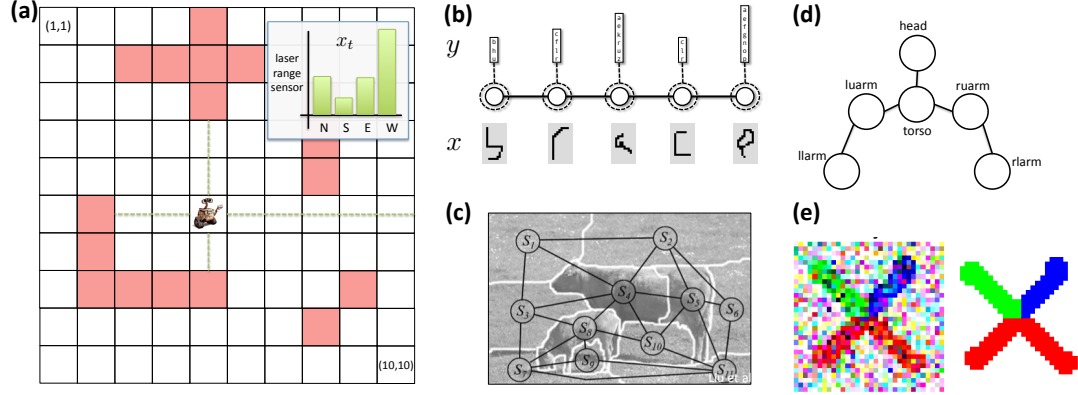 (a)
(1,1)
x_t
laser
range
sensor
N S E W
(10,10)
(b)
y
b h u
c f l r
a e k r u z
c l r
a e f g n o p
x
(c)
S1
S2
S3
S4
S5
S6
S7
S8
S9
S10
S11
(d)
head
luarm
ruarm
torso
llarm
rlarm
(e)